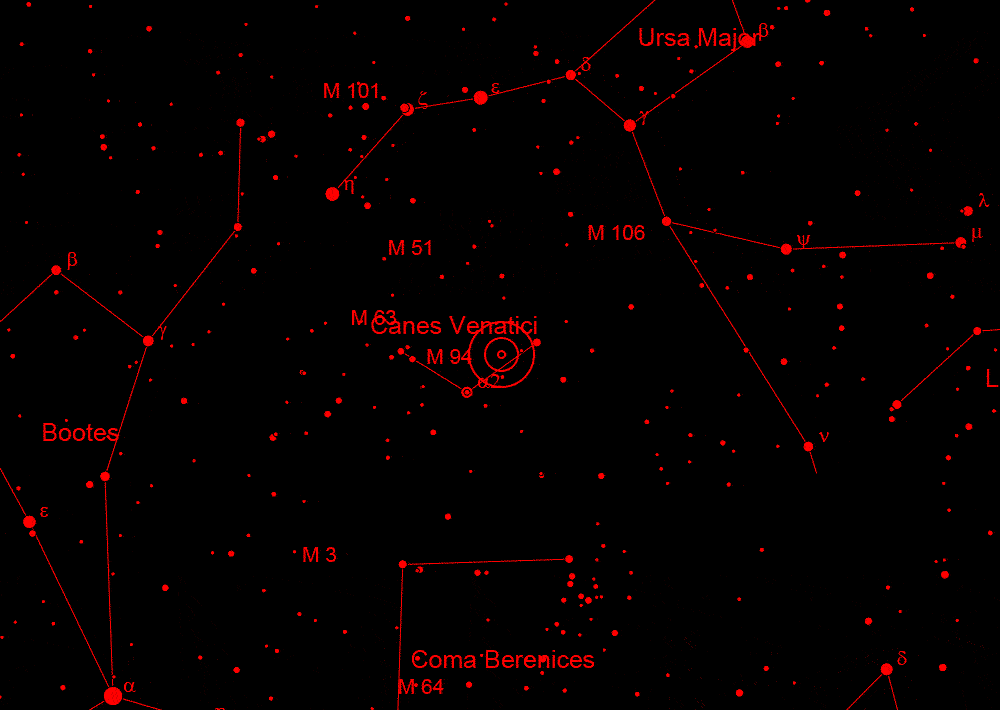 Ursa Major β
δ
M 101 ζ ε
γ
η
λ
M 106 ψ μ
M 51
β
M 63
Canes Venatici
γ
M 94
α2
L
Bootes
ν
ε
M 3
Coma Berenices
δ
M 64
α